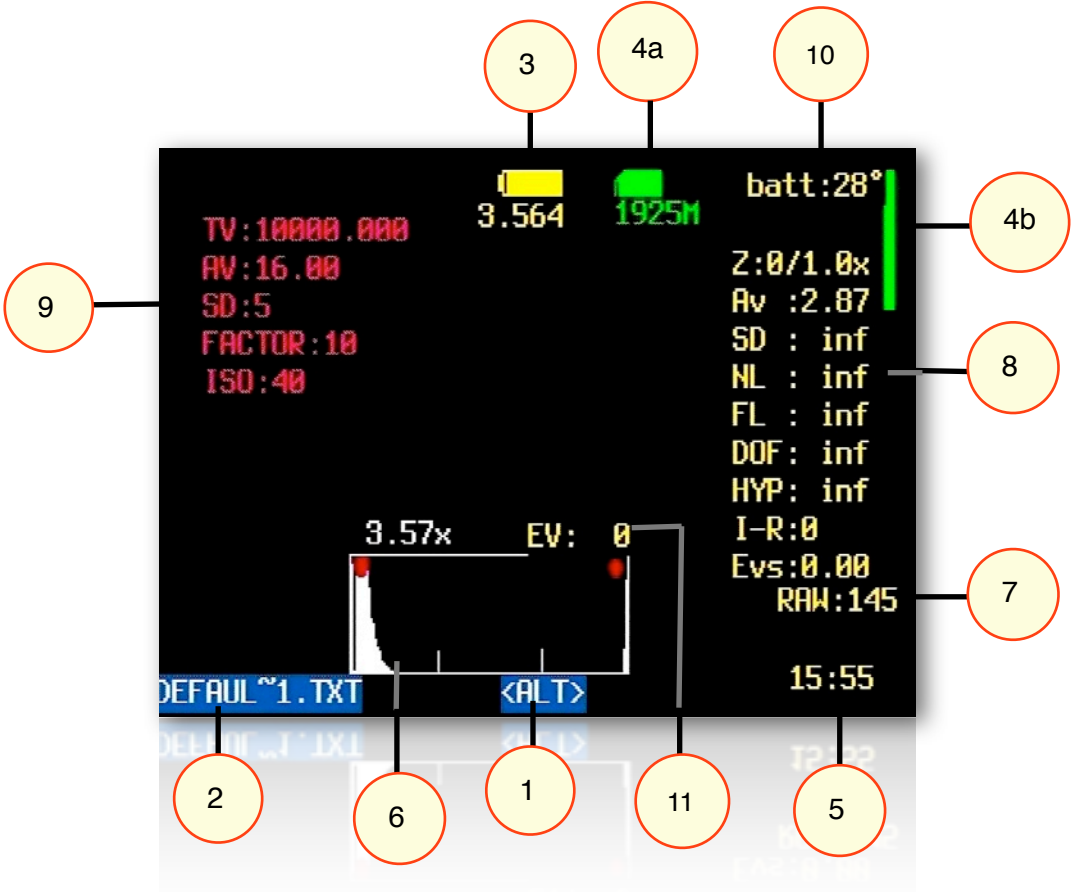 3
4a
10
batt:28°
3.564
1925M
4b
TV:10000.000
AV:16.00
SD:5
FACTOR:10
ISO:40
9
Z:0/1.0x
Av :2.87
SD : inf
NL : inf
8
FL : inf
DOF: inf
HYP: inf
I-R:0
Evs:0.00
3.57x
EV: 0
RAW:145
7
15:55
DEFAUL~1.TXT
<ALT>
2
6
1
11
5